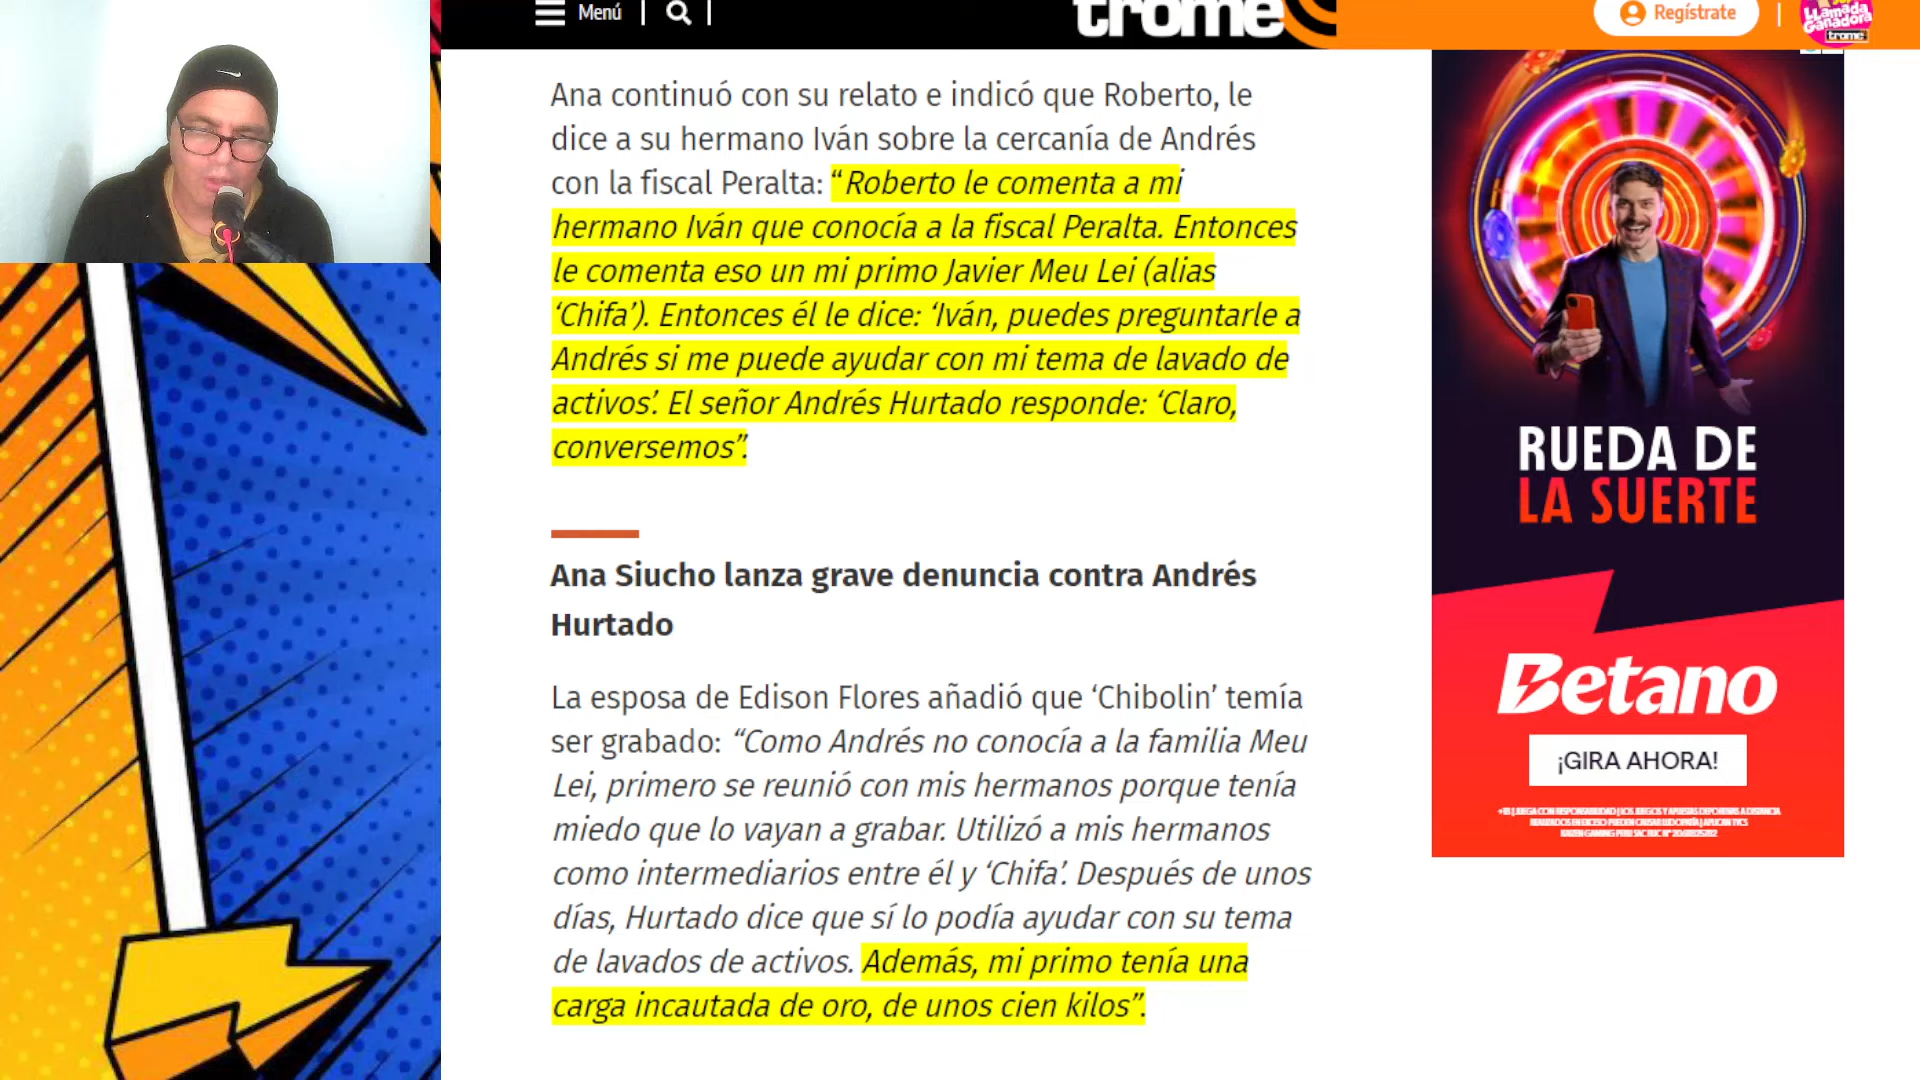 Menú
trome
Regístrate
LLamada
Ganadora
trome
Ana continuó con su relato e indicó que Roberto, le
dice a su hermano Iván sobre la cercanía de Andrés
con la fiscal Peralta: “Roberto le comenta a mi
hermano Iván que conocía a la fiscal Peralta. Entonces
le comenta eso un mi primo Javier Meu Lei (alias
‘Chifa’). Entonces él le dice: ‘Iván, puedes preguntarle a
Andrés si me puede ayudar con mi tema de lavado de
activos’. El señor Andrés Hurtado responde: ‘Claro,
conversemos”.
Ana Siucho lanza grave denuncia contra Andrés
Hurtado
La esposa de Edison Flores añadió que ‘Chibolin’ temía
ser grabado: “Como Andrés no conocía a la familia Meu
Lei, primero se reunió con mis hermanos porque tenía
miedo que lo vayan a grabar. Utilizó a mis hermanos
como intermediarios entre él y ‘Chifa’. Después de unos
días, Hurtado dice que sí lo podía ayudar con su tema
de lavados de activos. Además, mi primo tenía una
carga incautada de oro, de unos cien kilos”.
RUEDA DE
LA SUERTE
Betano
¡GIRA AHORA!